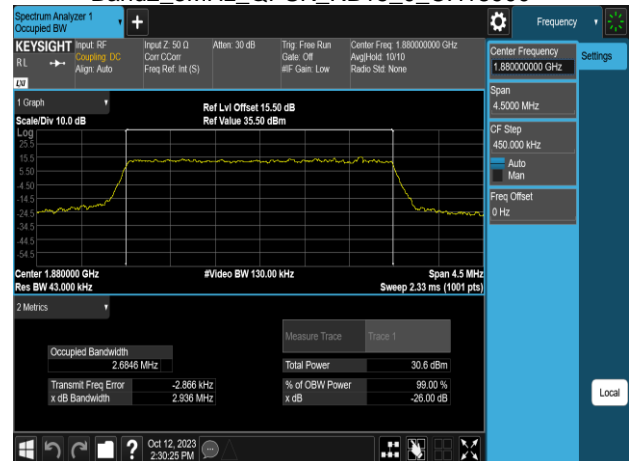 Spectrum Analyzer 1
Occupied BW
+
Frequency
KEYSIGHT
Input: RF
Input Z: 50 Ω
Atten: 30 dB
Trig: Free Run
Center Freq: 1.880000000 GHz
RL
Coupling: DC
Corr CCorr
Gate: Off
Avg|Hold: 10/10
Align: Auto
Freq Ref: Int (S)
#IF Gain: Low
Radio Std: None
LXI
Center Frequency
1.880000000 GHz
Settings
Span
4.5000 MHz
CF Step
450.000 kHz
Auto
Man
Freq Offset
0 Hz
1 Graph
Ref Lvl Offset 15.50 dB
Scale/Div 10.0 dB
Ref Value 35.50 dBm
Log
25.5
15.5
5.50
-4.50
-14.5
-24.5
-34.5
-44.5
-54.5
Center 1.880000 GHz
#Video BW 130.00 kHz
Span 4.5 MHz
Res BW 43.000 kHz
Sweep 2.33 ms (1001 pts)
2 Metrics
Measure Trace
Trace 1
Occupied Bandwidth
2.6846 MHz
Total Power
30.6 dBm
Transmit Freq Error
-2.866 kHz
% of OBW Power
99.00 %
x dB Bandwidth
2.936 MHz
x dB
-26.00 dB
Local
?
Oct 12, 2023
2:30:25 PM